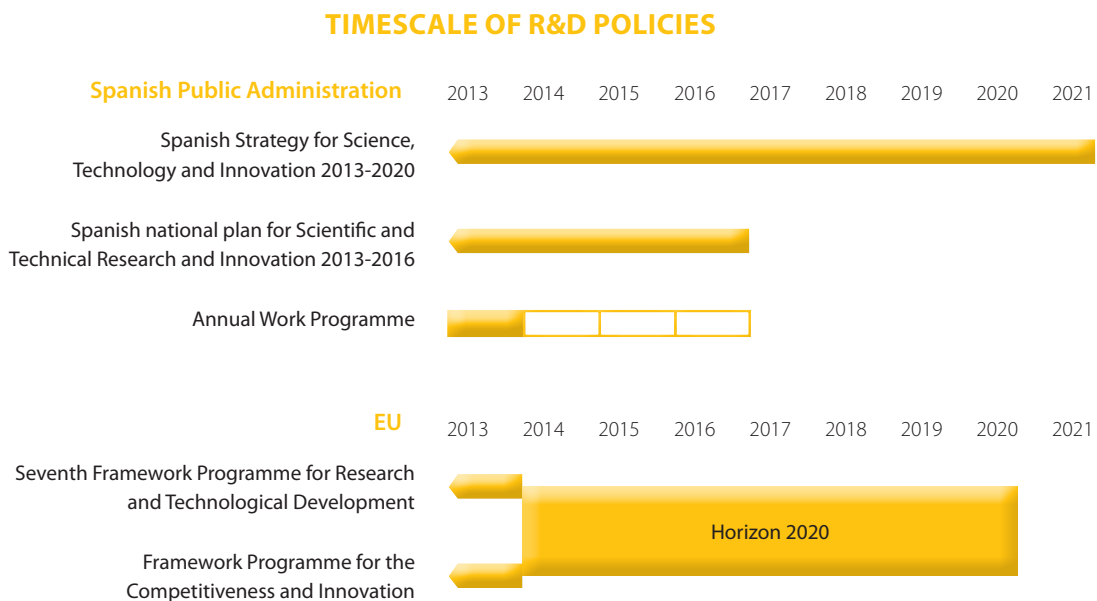 TIMESCALE OF R&D POLICIES
Spanish Public Administration 2013 2014 2015 2016 2017 2018 2019 2020 2021
Spanish Strategy for Science,
Technology and Innovation 2013-2020
Spanish national plan for Scientific and
Technical Research and Innovation 2013-2016
Annual Work Programme
EU 2013 2014 2015 2016 2017 2018 2019 2020 2021
Seventh Framework Programme for Research
and Technological Development
Horizon 2020
Framework Programme for the
Competitiveness and Innovation